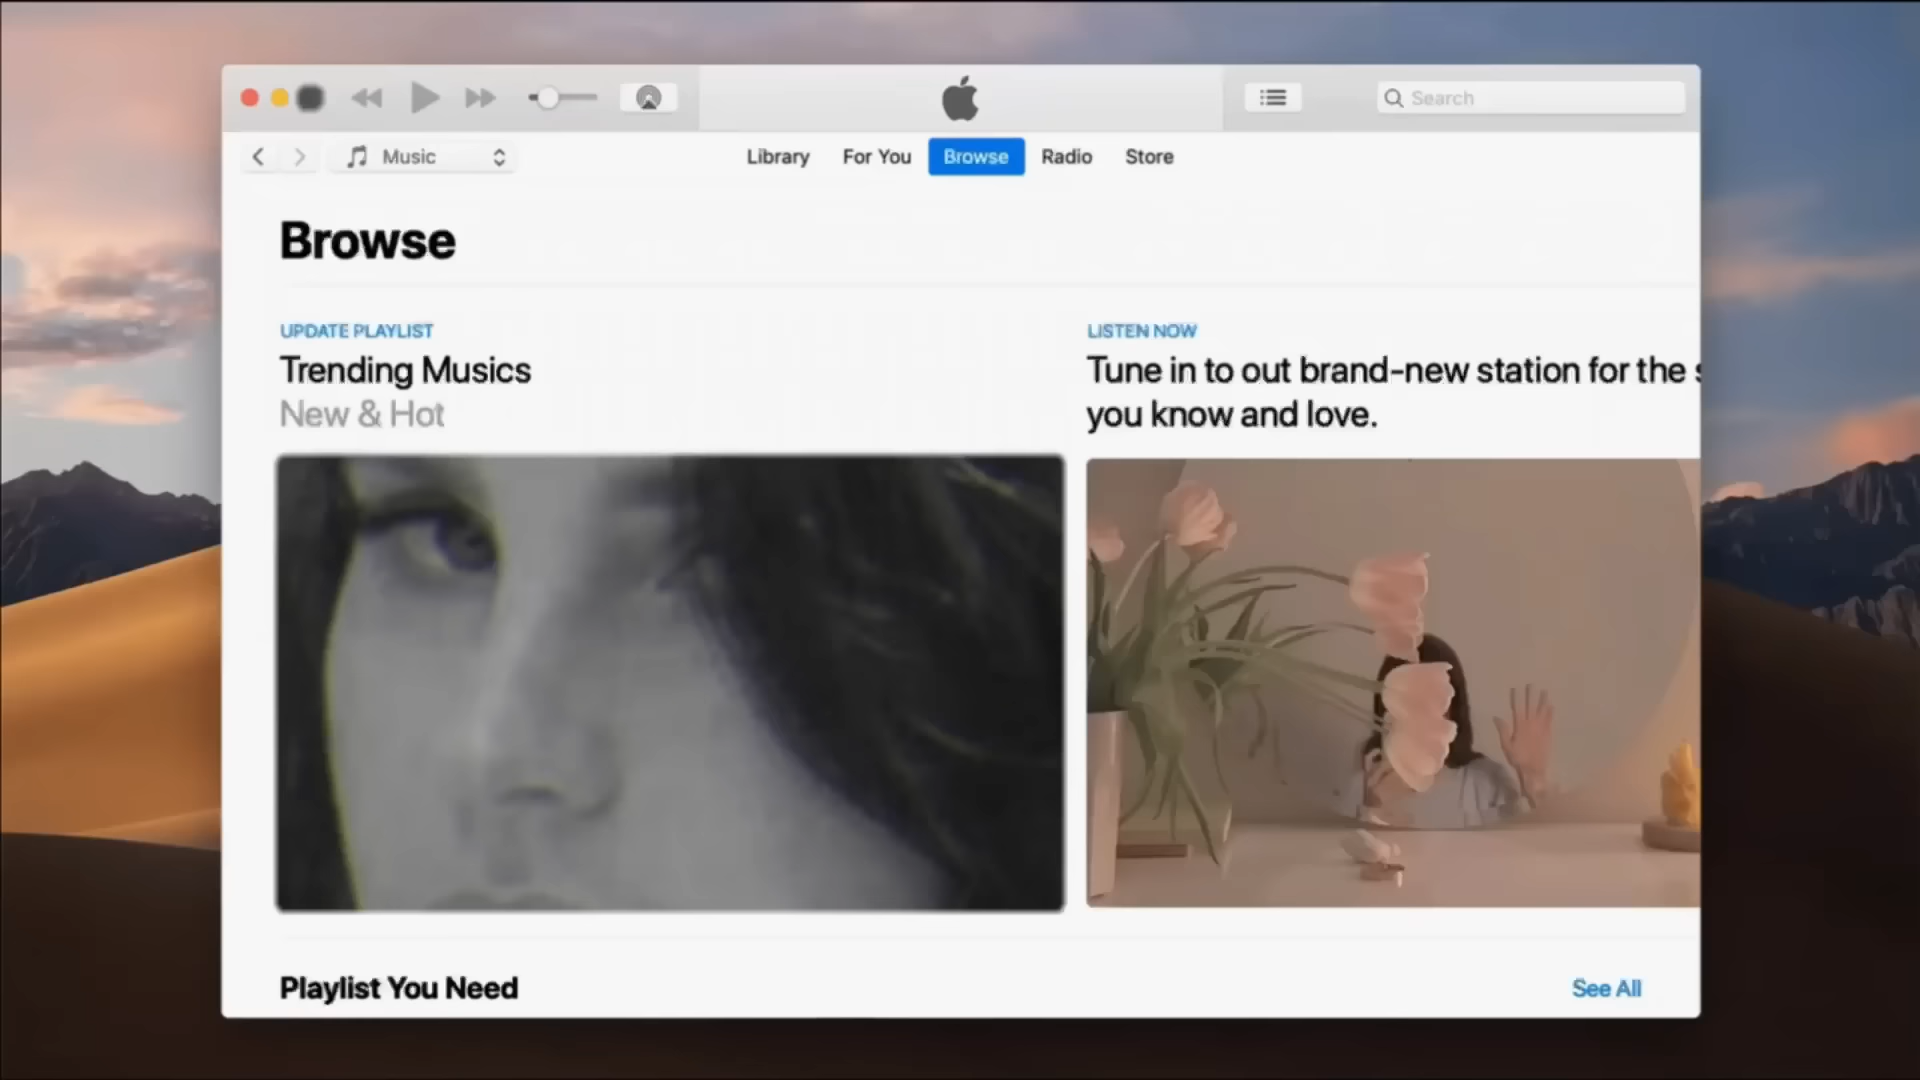 Search
Music
Library
For You
Browse
Radio
Store
Browse
UPDATE PLAYLIST
Trending Musics
New & Hot
LISTEN NOW
Tune in to out brand-new station for the s
you know and love.
Playlist You Need
See All